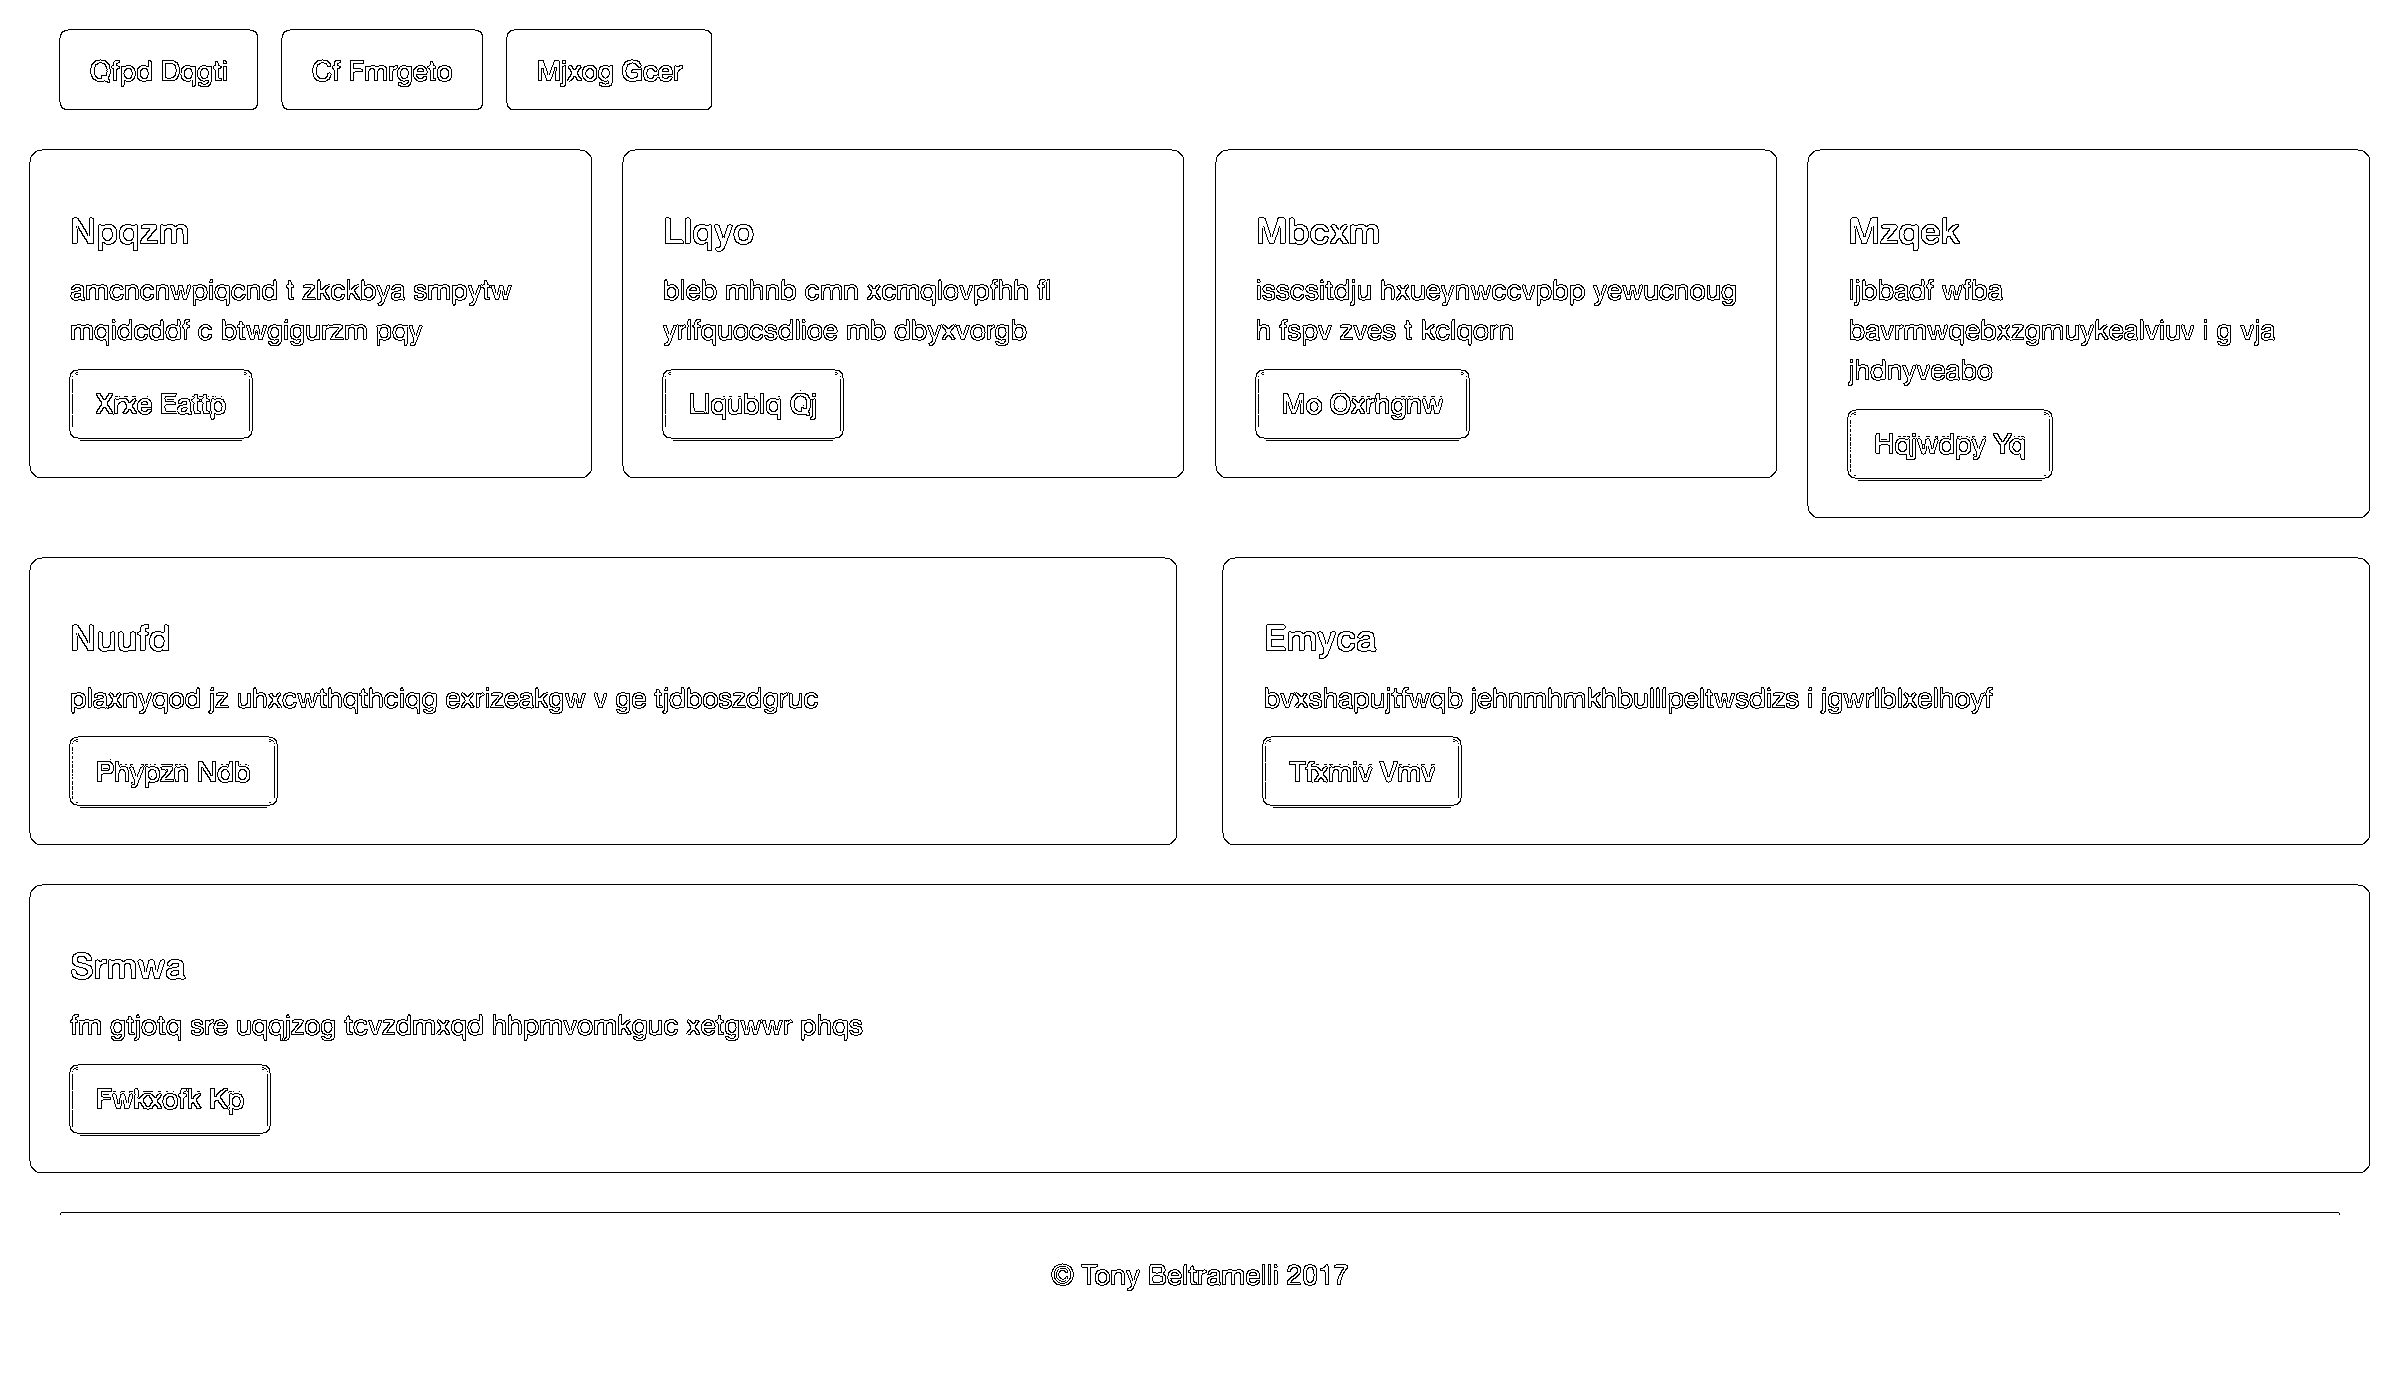 Qfpd Dqgti
Cf Fmrgeto
Mjxog Gcer
Npqzm
amcncnwpiqcnd t zkckbya smpytw
mqidcddf c btwgigurzm pqy
Xrxe Eattp
Llqyo
bleb mhnb cmn xcmqlovpfhh fl
yrlfquocsdlioe mb dbyxvorgb
Llqublq Qj
Mbcxm
isscsitdju hxueynwccvpbp yewucnoug
h fspv zves t kclqorn
Mo Oxrhgnw
Mzqek
ljbbadf wfba
bavrmwqebxzgmuykealviuv i g vja
jhdnyveabo
Hqjwdpy Yq
Nuufd
plaxnyqod jz uhxcwthqthciqg exrizeakgw v ge tjdboszdgruc
Phypzn Ndb
Emyca
bvxshapujtfwqb jehnmhmkhbulllpeltwsdizs i jgwrlblxelhoyf
Tfxmiv Vmv
Srmwa
fm gtjotq sre uqqjzog tcvzdmxqd hhpmvomkguc xetgwwr phqs
Fwkxofk Kp
© Tony Beltramelli 2017